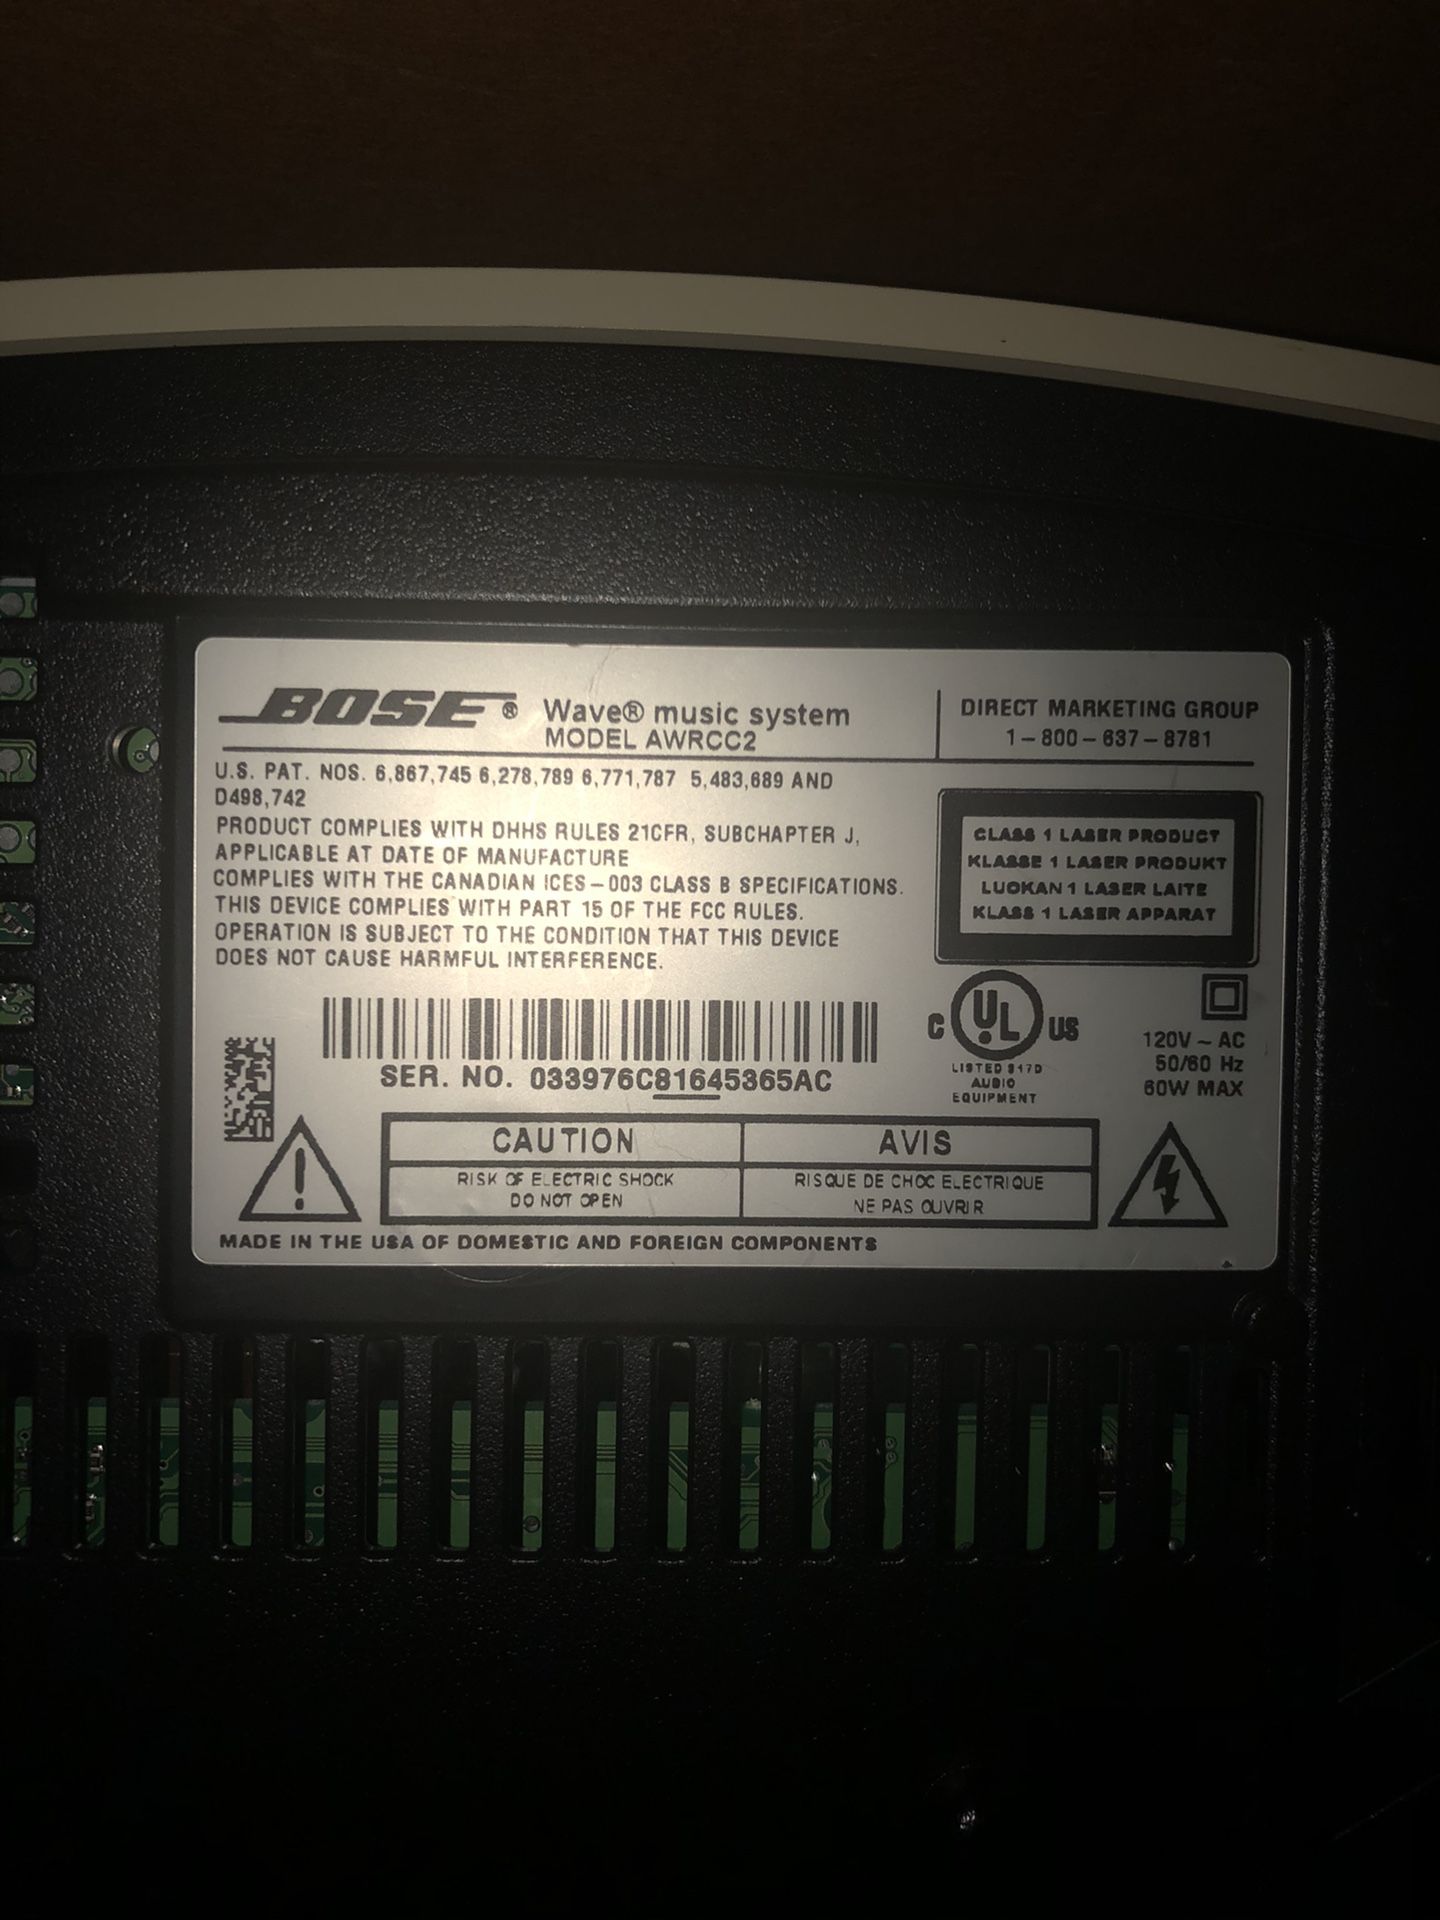 BOSE® Wave® music system
MODEL AWRCC2
DIRECT MARKETING GROUP
1-800-637-8781
U.S. PAT. NOS. 6,867,745 6,278,789 6,771,787 5,483,689 AND
D498,742
PRODUCT COMPLIES WITH DHHS RULES 21CFR, SUBCHAPTER J,
APPLICABLE AT DATE OF MANUFACTURE
COMPLIES WITH THE CANADIAN ICES-003 CLASS B SPECIFICATIONS.
THIS DEVICE COMPLIES WITH PART 15 OF THE FCC RULES.
OPERATION IS SUBJECT TO THE CONDITION THAT THIS DEVICE
DOES NOT CAUSE HARMFUL INTERFERENCE.
CLASS 1 LASER PRODUCT
KLASSE 1 LASER PRODUKT
LUOKAN 1 LASER LAITE
KLASS 1 LASER APPARAT
SER. NO. 033976C81645365AC
C UL US
LISTED 817D
AUDIO
EQUIPMENT
120V ~ AC
50/60 Hz
60W MAX
CAUTION
RISK OF ELECTRIC SHOCK
DO NOT OPEN
AVIS
RISQUE DE CHOC ELECTRIQUE
NE PAS OUVRIR
MADE IN THE USA OF DOMESTIC AND FOREIGN COMPONENTS